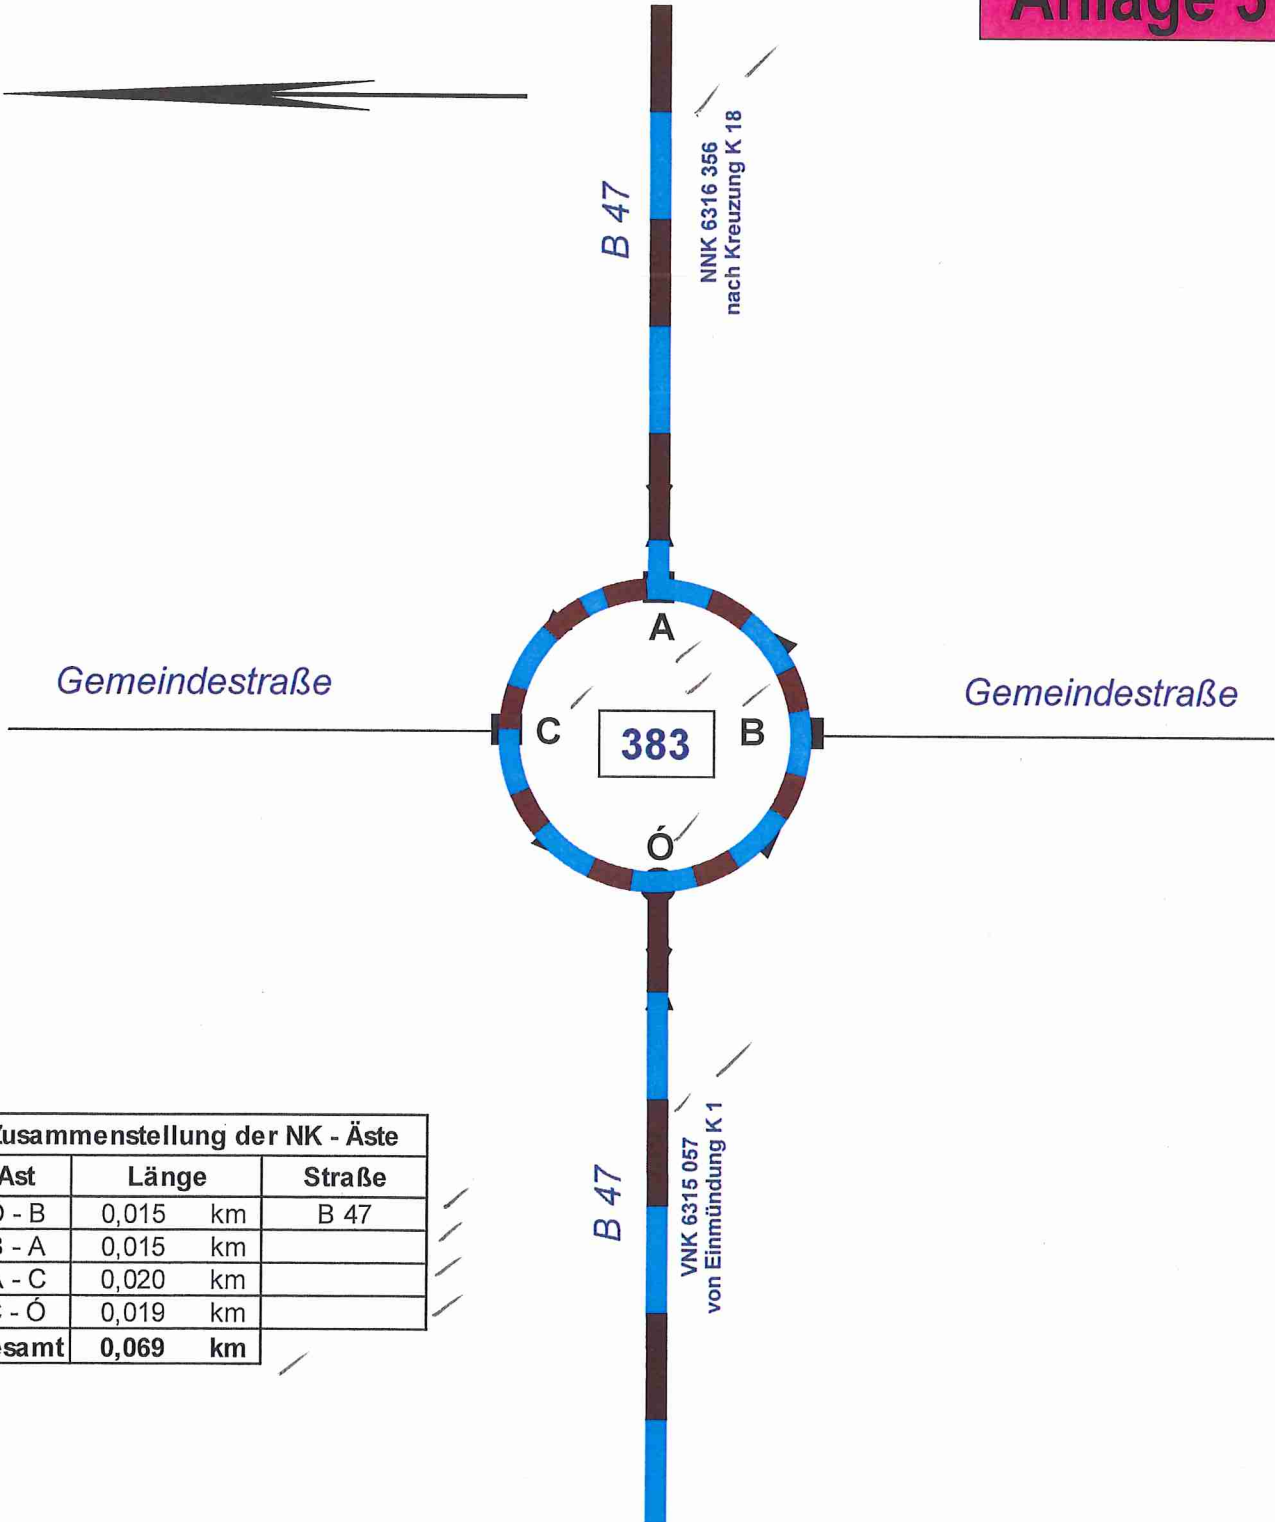 Anlage 3
B 47
NNK 6316 356
nach Kreuzung K 18
A
Gemeindestraße
Gemeindestraße
C
383
B
Ó
B 47
VNK 6315 057
von Einmündung K 1
Zusammenstellung der NK - Äste
Ast Länge Straße
- B 0,015 km B 47
- A 0,015 km
- C 0,020 km
- Ó 0,019 km
esamt 0,069 km